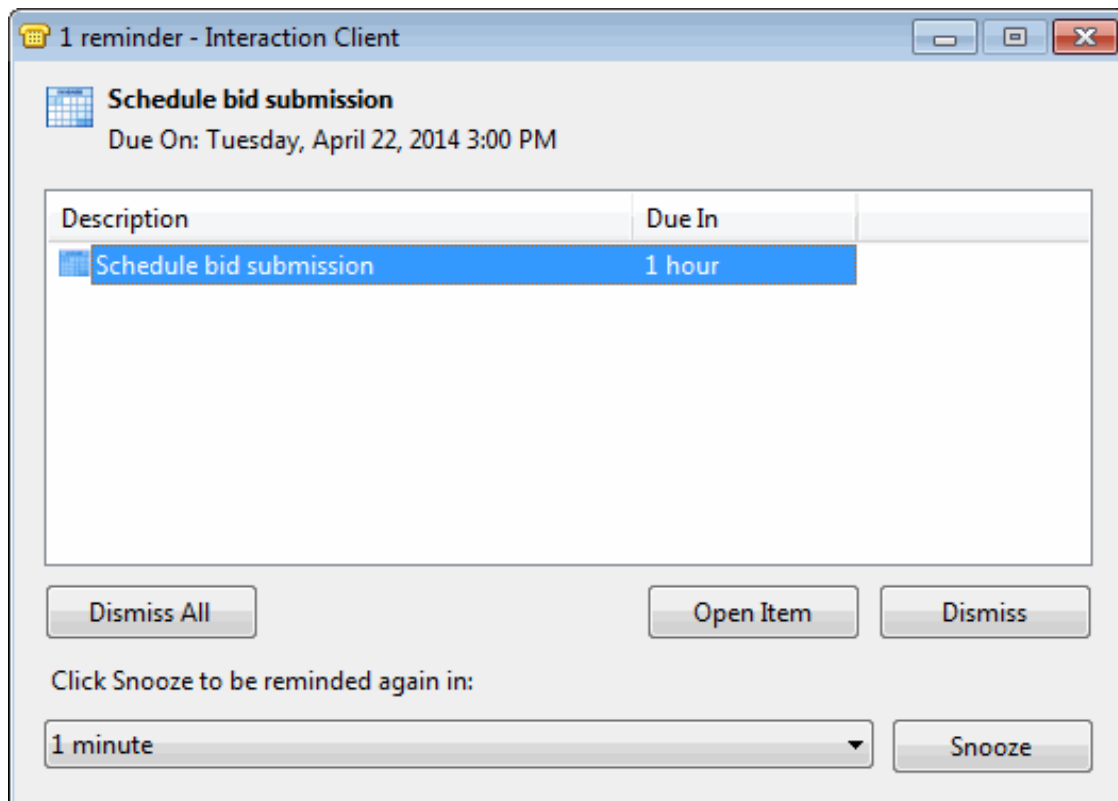 1 reminder - Interaction Client
Schedule bid submission
Due On: Tuesday, April 22, 2014 3:00 PM
Description Due In
Schedule bid submission 1 hour
Dismiss All Open Item Dismiss
Click Snooze to be reminded again in:
1 minute Snooze